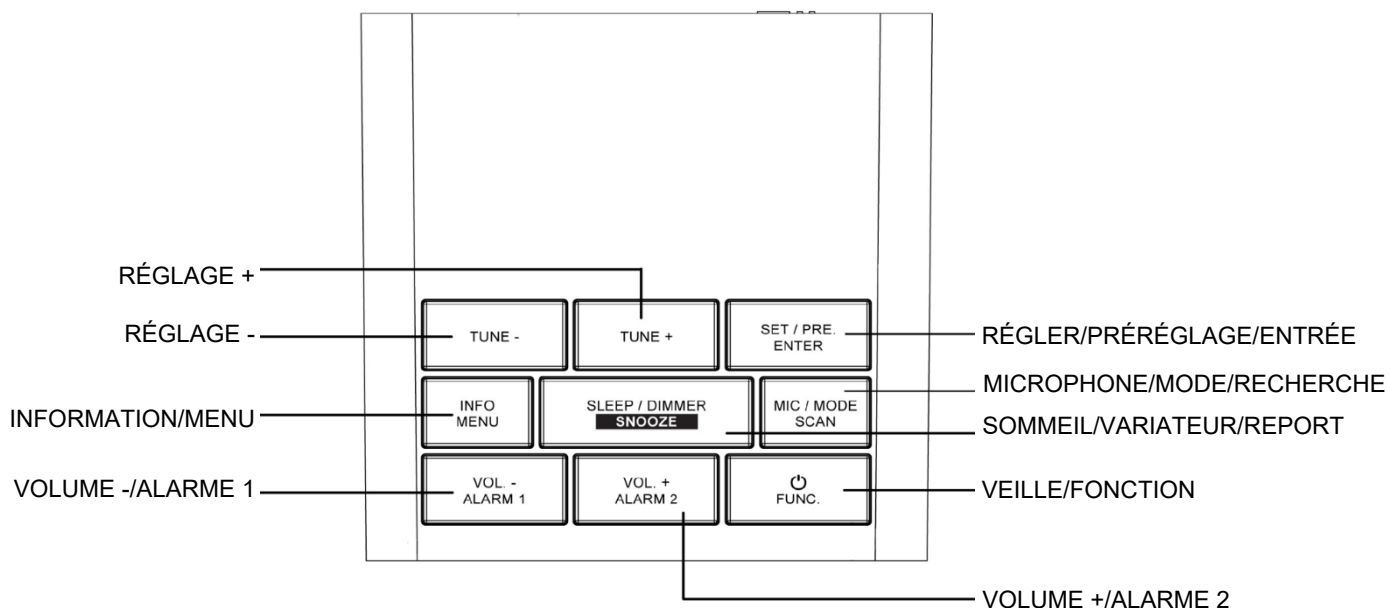 RÉGLAGE +
RÉGLAGE -
INFORMATION/MENU
VOLUME -/ALARME 1
TUNE -
TUNE +
SET / PRE.
ENTER
INFO
MENU
SLEEP / DIMMER
SNOOZE
MIC / MODE
SCAN
VOL. -
ALARM 1
VOL. +
ALARM 2
FUNC.
RÉGLER/PRÉRÉGLAGE/ENTRÉE
MICROPHONE/MODE/RECHERCHE
SOMMEIL/VARIATEUR/REPORT
VEILLE/FONCTION
VOLUME +/ALARME 2